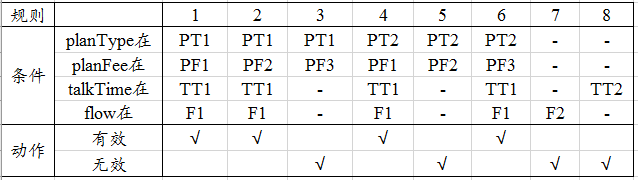 规则 1 2 3 4 5 6 7 8
条件 planType在 PT1 PT1 PT1 PT2 PT2 PT2 - -
planFee在 PF1 PF2 PF3 PF1 PF2 PF3 - -
talkTime在 TT1 TT1 - TT1 - TT1 - TT2
flow在 F1 F1 - F1 - F1 F2 -
动作 有效 √ √ √ √
无效 √ √ √ √